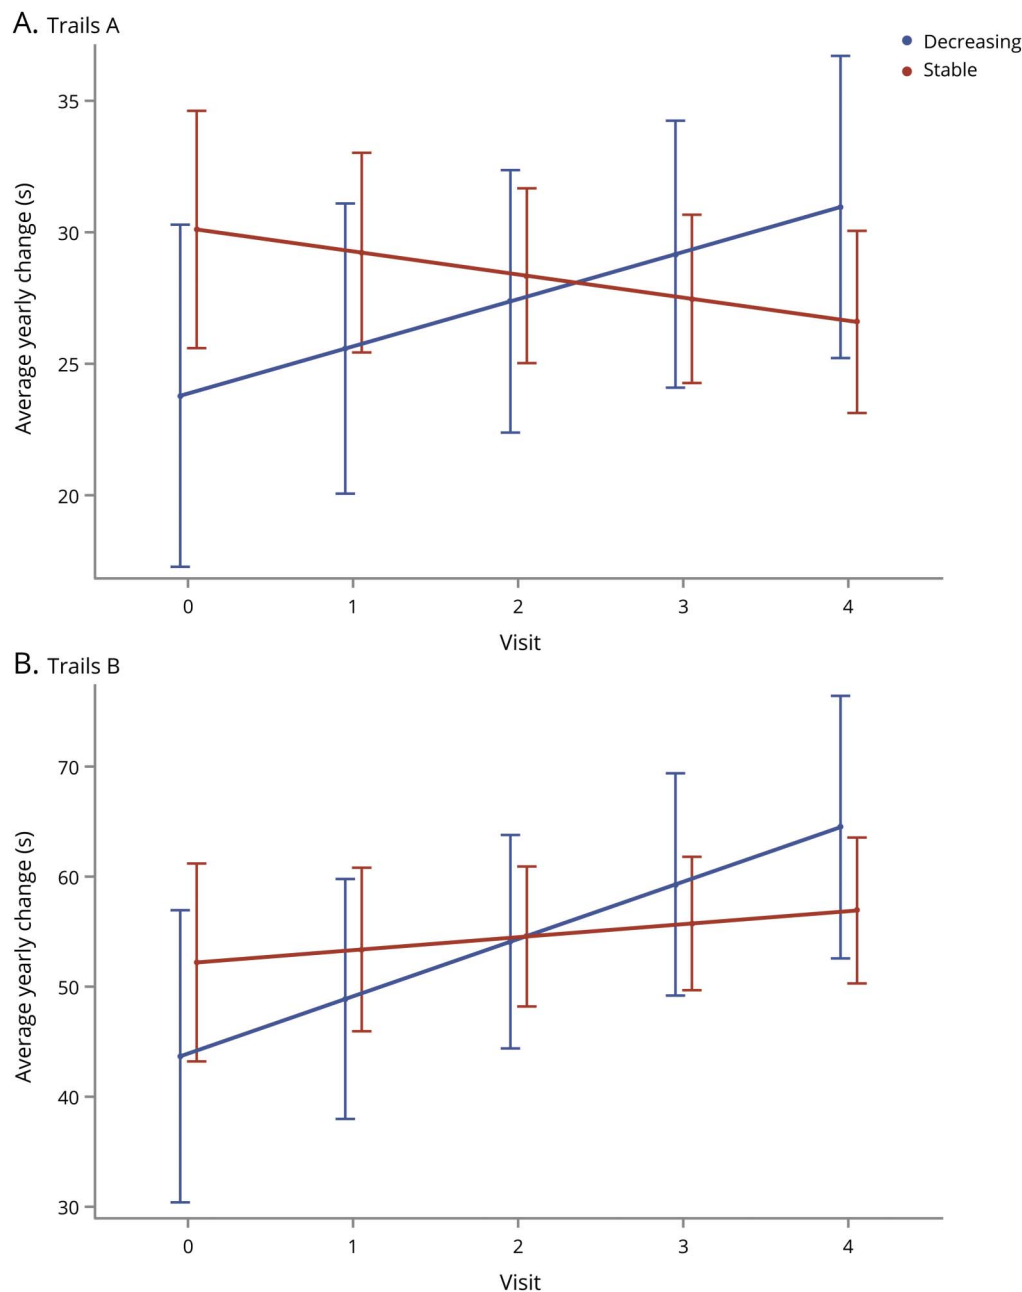 A. Trails A
Decreasing
Stable
Average yearly change (s)
35
30
25
20
0 1 2 3 4
Visit
B. Trails B
Average yearly change (s)
70
60
50
40
30
0 1 2 3 4
Visit